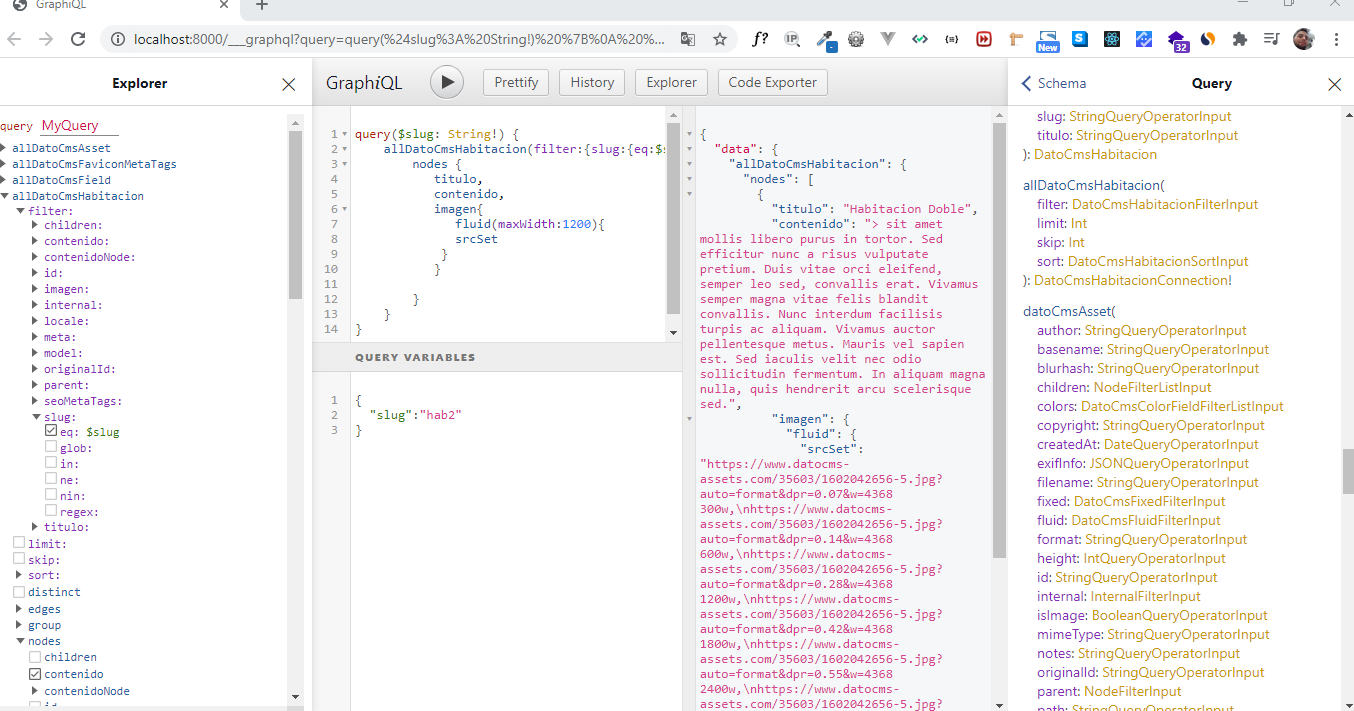 GraphiQL
localhost:8000/___graphql?query=query(%24slug%3A%20String!)%20%7B%0A%20%...
f?
IP
New
S
32
Explorer
query MyQuery
allDatoCmsAsset
allDatoCmsFaviconMetaTags
allDatoCmsField
allDatoCmsHabitacion
filter:
children:
contenido:
contenidoNode:
id:
imagen:
internal:
locale:
meta:
model:
originalId:
parent:
seoMetaTags:
slug:
eq: $slug
glob:
in:
ne:
nin:
regex:
titulo:
limit:
skip:
sort:
distinct
edges
group
nodes
children
contenido
contenidoNode
id
GraphiQL
Prettify
History
Explorer
Code Exporter
1 query($slug: String!) {
2 allDatoCmsHabitacion(filter:{slug:{eq:$s
3 nodes {
4 titulo,
5 contenido,
6 imagen{
7 fluid(maxWidth:1200){
8 srcSet
9 }
10 }
11
12 }
13 }
14 }
QUERY VARIABLES
1 {
2 "slug":"hab2"
3 }
{
"data": {
"allDatoCmsHabitacion": {
"nodes": [
{
"titulo": "Habitacion Doble",
"contenido": "> sit amet
mollis libero purus in tortor. Sed
efficitur nunc a risus vulputate
pretium. Duis vitae orci eleifend,
semper leo sed, convallis erat. Vivamus
semper magna vitae felis blandit
convallis. Nunc interdum facilisis
turpis ac aliquam. Vivamus auctor
pellentesque metus. Mauris vel sapien
est. Sed iaculis velit nec odio
sollicitudin fermentum. In aliquam magna
nulla, quis hendrerit arcu scelerisque
sed.",
"imagen": {
"fluid": {
"srcSet":
"https://www.datocms-
assets.com/35603/1602042656-5.jpg?
auto=format&dpr=0.07&w=4368
300w,\nhttps://www.datocms-
assets.com/35603/1602042656-5.jpg?
auto=format&dpr=0.14&w=4368
600w,\nhttps://www.datocms-
assets.com/35603/1602042656-5.jpg?
auto=format&dpr=0.28&w=4368
1200w,\nhttps://www.datocms-
assets.com/35603/1602042656-5.jpg?
auto=format&dpr=0.42&w=4368
1800w,\nhttps://www.datocms-
assets.com/35603/1602042656-5.jpg?
auto=format&dpr=0.55&w=4368
2400w,\nhttps://www.datocms-
assets.com/35603/1602042656-5.jpg?
Schema
Query
slug: StringQueryOperatorInput
titulo: StringQueryOperatorInput
): DatoCmsHabitacion
allDatoCmsHabitacion(
filter: DatoCmsHabitacionFilterInput
limit: Int
skip: Int
sort: DatoCmsHabitacionSortInput
): DatoCmsHabitacionConnection!
datoCmsAsset(
author: StringQueryOperatorInput
basename: StringQueryOperatorInput
blurhash: StringQueryOperatorInput
children: NodeFilterListInput
colors: DatoCmsColorFieldFilterListInput
copyright: StringQueryOperatorInput
createdAt: DateQueryOperatorInput
exifInfo: JSONQueryOperatorInput
filename: StringQueryOperatorInput
fixed: DatoCmsFixedFilterInput
fluid: DatoCmsFluidFilterInput
format: StringQueryOperatorInput
height: IntQueryOperatorInput
id: StringQueryOperatorInput
internal: InternalFilterInput
isImage: BooleanQueryOperatorInput
mimeType: StringQueryOperatorInput
notes: StringQueryOperatorInput
originalId: StringQueryOperatorInput
parent: NodeFilterInput
path: StringQueryOperatorInput